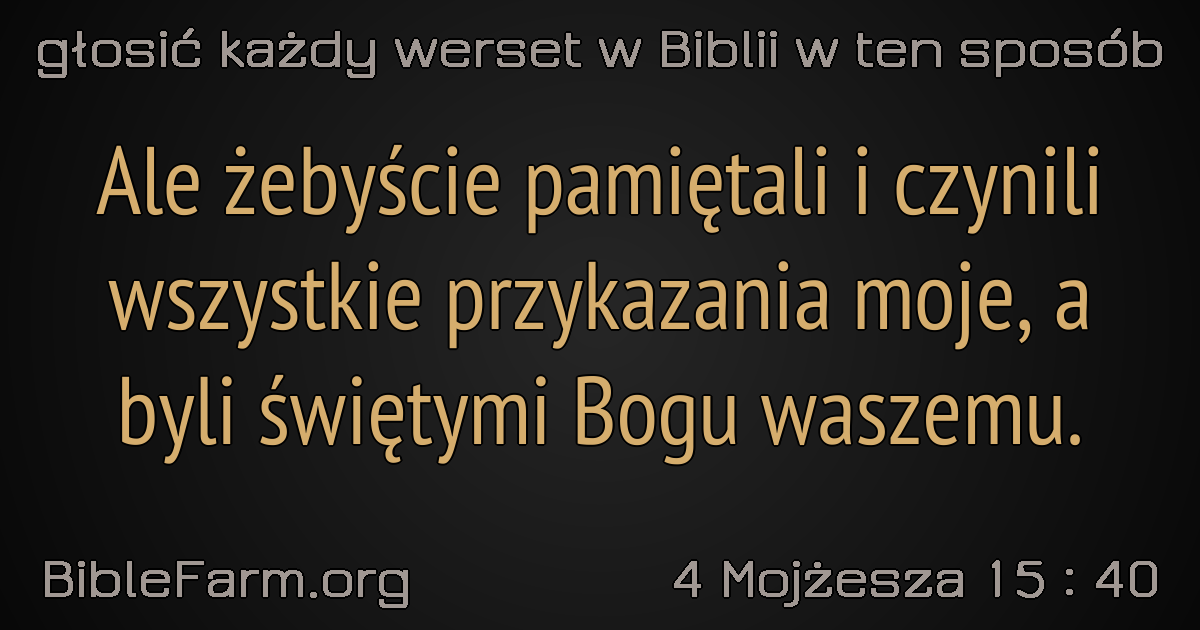 głosić każdy werset w Biblii w ten sposób
Ale żebyście pamiętali i czynili
wszystkie przykazania moje, a
byli świętymi Bogu waszemu.
BibleFarm.org
4 Mojżesza 15 : 40